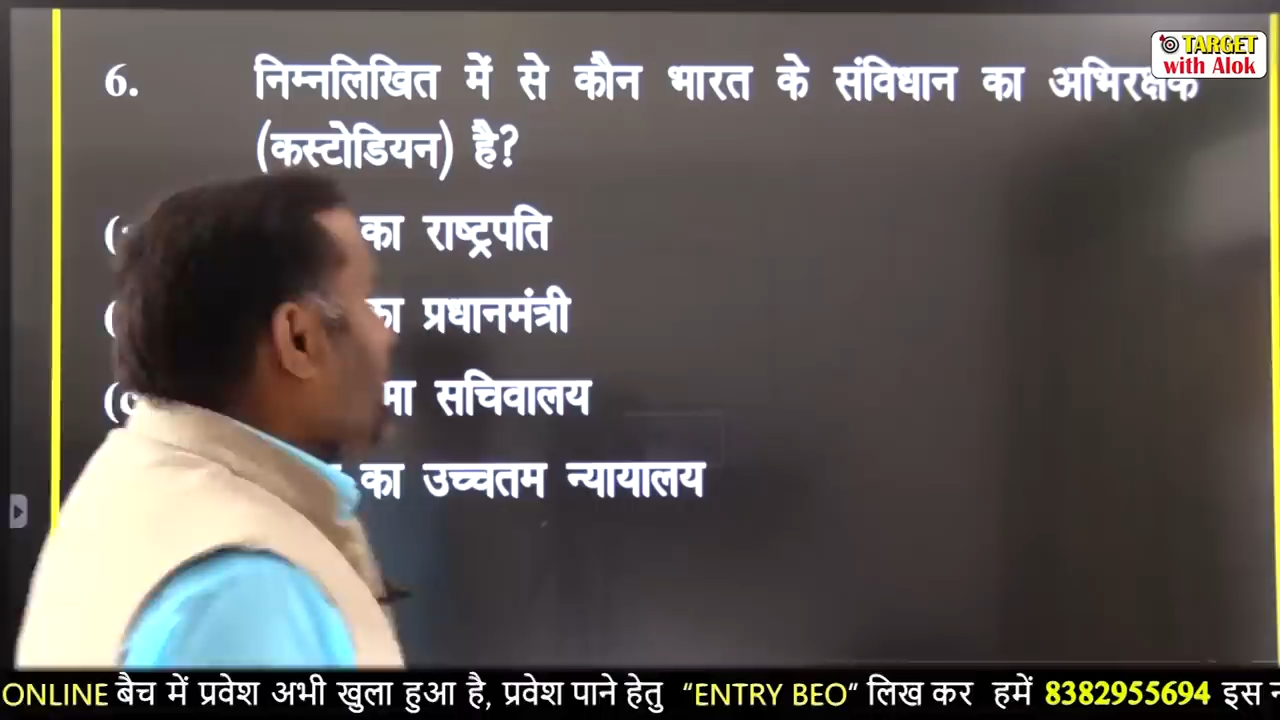 TARGET
with Alok
6. निम्नलिखित में से कौन भारत के संविधान का अभिरक्षक
(कस्टोडियन) है?
का राष्ट्रपति
का प्रधानमंत्री
सचिवालय
का उच्चतम न्यायालय
ONLINE बैच में प्रवेश अभी खुला हुआ है, प्रवेश पाने हेतु “ENTRY BEO” लिख कर हमें 8382955694 इस